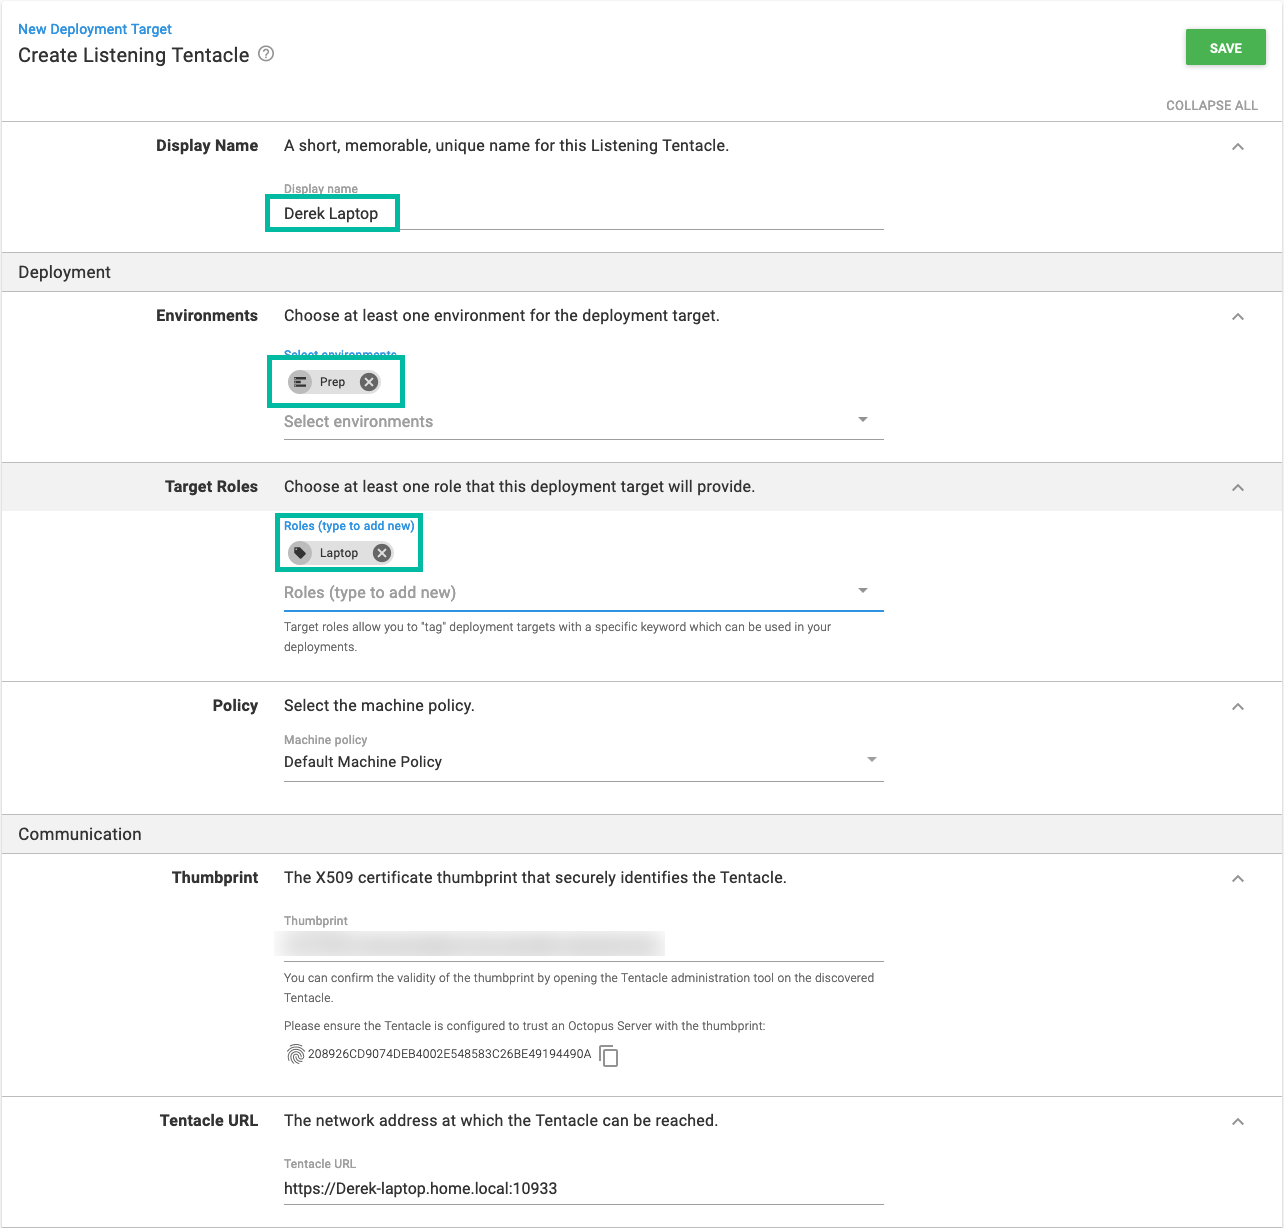 New Deployment Target
Create Listening Tentacle
SAVE
COLLAPSE ALL
Display Name
A short, memorable, unique name for this Listening Tentacle.
Display name
Derek Laptop
Deployment
Environments
Choose at least one environment for the deployment target.
Select environments
Prep
Select environments
Target Roles
Choose at least one role that this deployment target will provide.
Roles (type to add new)
Laptop
Roles (type to add new)
Target roles allow you to "tag" deployment targets with a specific keyword which can be used in your
deployments.
Policy
Select the machine policy.
Machine policy
Default Machine Policy
Communication
Thumbprint
The X509 certificate thumbprint that securely identifies the Tentacle.
Thumbprint
You can confirm the validity of the thumbprint by opening the Tentacle administration tool on the discovered
Tentacle.
Please ensure the Tentacle is configured to trust an Octopus Server with the thumbprint:
208926CD9074DEB4002E548583C26BE49194490A
Tentacle URL
The network address at which the Tentacle can be reached.
Tentacle URL
https://Derek-laptop.home.local:10933